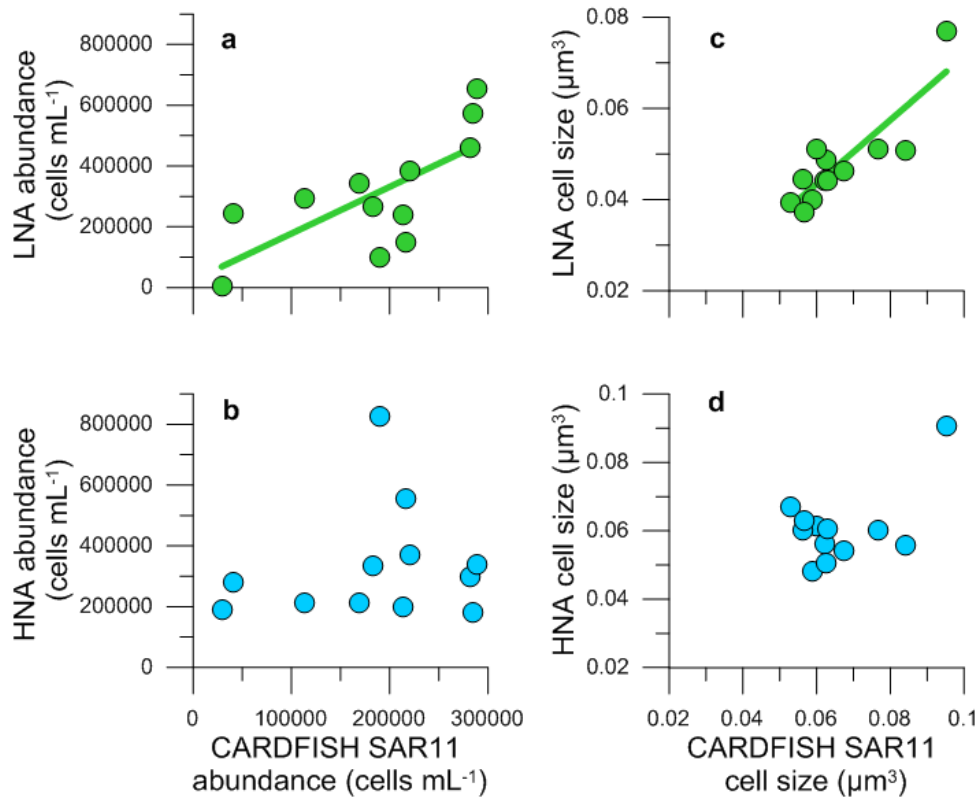 a
LNA abundance
(cells mL⁻¹)
800000
600000
400000
200000
0
c
LNA cell size (µm³)
0.08
0.06
0.04
0.02
b
HNA abundance
(cells mL⁻¹)
800000
600000
400000
200000
0
0 100000 200000 300000
CARDFISH SAR11
abundance (cells mL⁻¹)
d
HNA cell size (µm³)
0.1
0.08
0.06
0.04
0.02
0.02 0.04 0.06 0.08 0.1
CARDFISH SAR11
cell size (µm³)